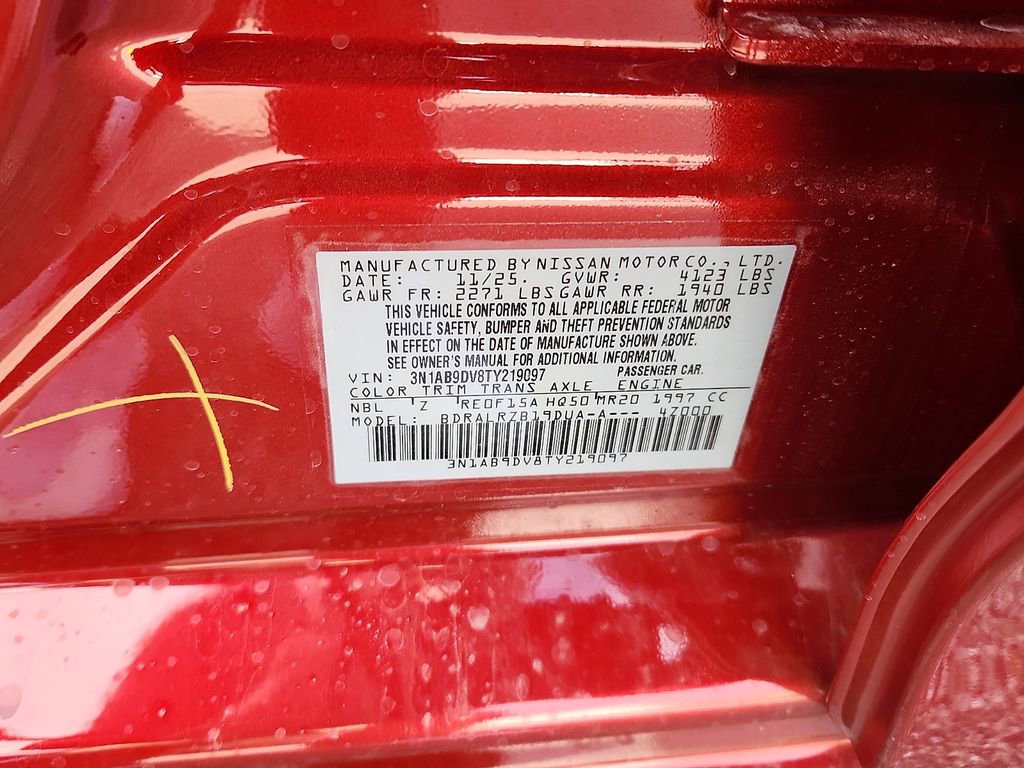 MANUFACTURED BY NISSAN MOTOR CO., LTD.
DATE: 11/25. GVWR: 4123 LBS
GAWR FR: 2271 LBS GAWR RR: 1940 LBS
THIS VEHICLE CONFORMS TO ALL APPLICABLE FEDERAL MOTOR
VEHICLE SAFETY, BUMPER AND THEFT PREVENTION STANDARDS
IN EFFECT ON THE DATE OF MANUFACTURE SHOWN ABOVE.
SEE OWNER'S MANUAL FOR ADDITIONAL INFORMATION.
VIN: 3N1AB9DV8TY219097 PASSENGER CAR.
COLOR TRIM TRANS AXLE ENGINE
NBL Z RE0F15A HQ50 MR20 1997 CC
MODEL: BDRALRZB19DUA-A--- 47000
3N1AB9DV8TY219097